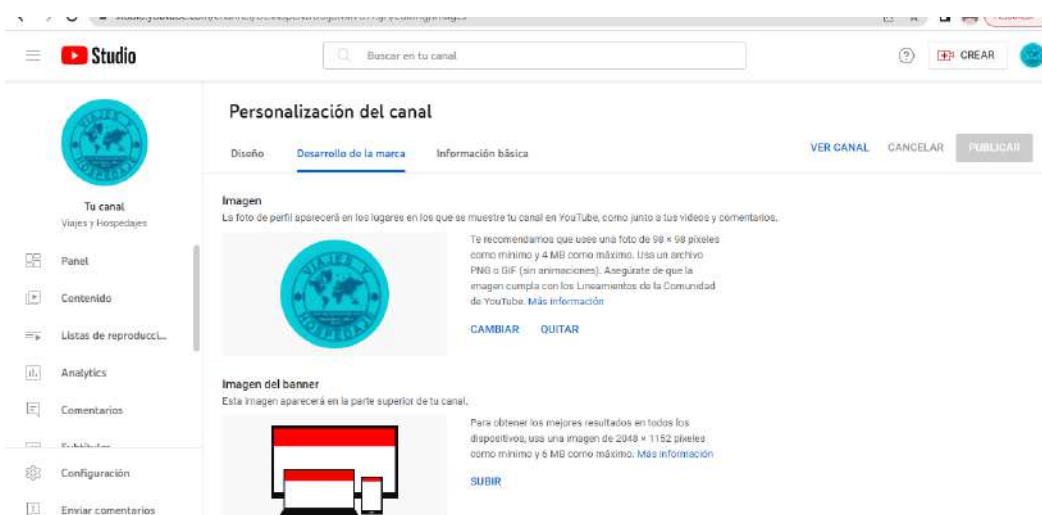 Studio
Buscar en tu canal
CREAR
VIAJES Y
HOSPEDAJE
Personalización del canal
Diseño
Desarrollo de la marca
Información básica
VER CANAL
CANCELAR
PUBLICAR
Tu canal
Viajes y Hospedajes
Panel
Contenido
Listas de reproducci...
Analytics
Comentarios
Configuración
Enviar comentarios
Imagen
La foto de perfil aparecerá en los lugares en los que se muestre tu canal en YouTube, como junto a tus videos y comentarios.
VIAJES Y
HOSPEDAJE
Te recomendamos que uses una foto de 98 × 98 píxeles
como mínimo y 4 MB como máximo. Usa un archivo
PNG o GIF (sin animaciones). Asegúrate de que la
imagen cumpla con los Lineamientos de la Comunidad
de YouTube. Más información
CAMBIAR
QUITAR
Imagen del banner
Esta imagen aparecerá en la parte superior de tu canal.
Para obtener los mejores resultados en todos los
dispositivos, usa una imagen de 2048 × 1152 píxeles
como mínimo y 6 MB como máximo. Más información
SUBIR